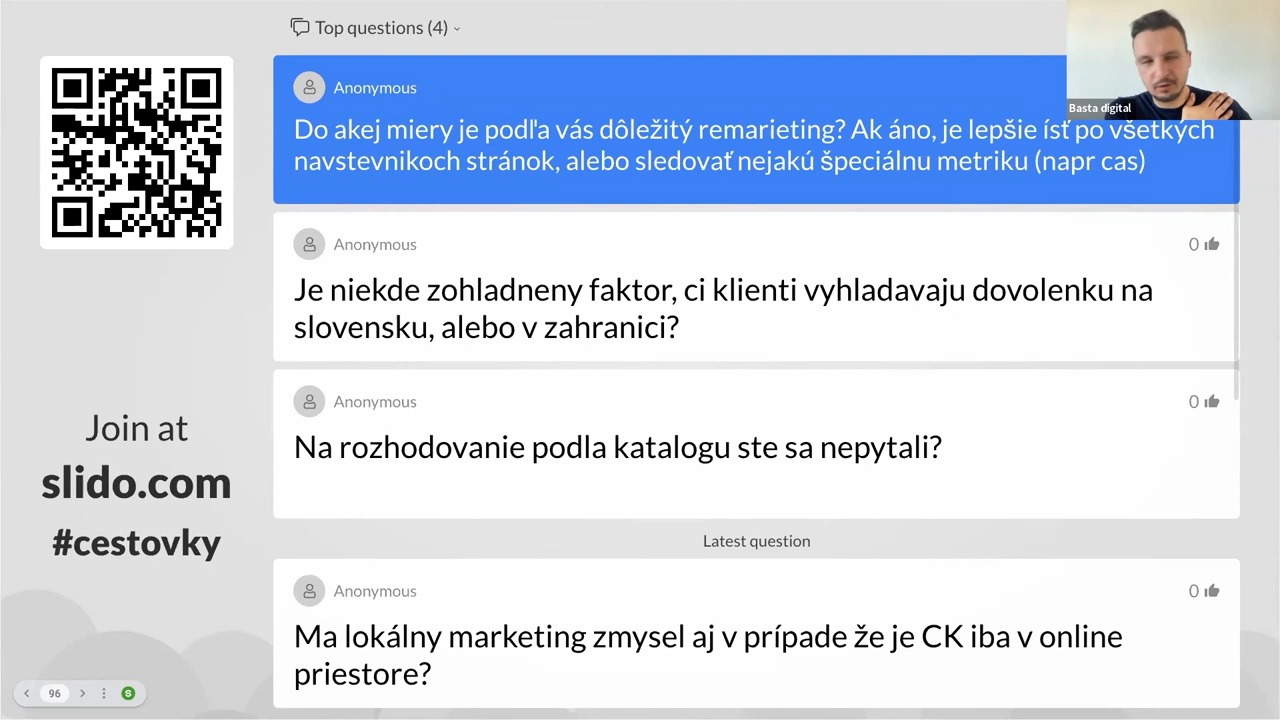 Top questions (4)
Basta digital
Anonymous
Do akej miery je podľa vás dôležitý remarieting? Ak áno, je lepšie ísť po všetkých
navstevnikoch stránok, alebo sledovať nejakú špeciálnu metriku (napr cas)
Anonymous
0
Je niekde zohladneny faktor, ci klienti vyhladavaju dovolenku na
slovensku, alebo v zahranici?
Anonymous
0
Na rozhodovanie podla katalogu ste sa nepytali?
Latest question
Anonymous
0
Ma lokálny marketing zmysel aj v prípade že je CK iba v online
priestore?
Join at
slido.com
#cestovky
96
S